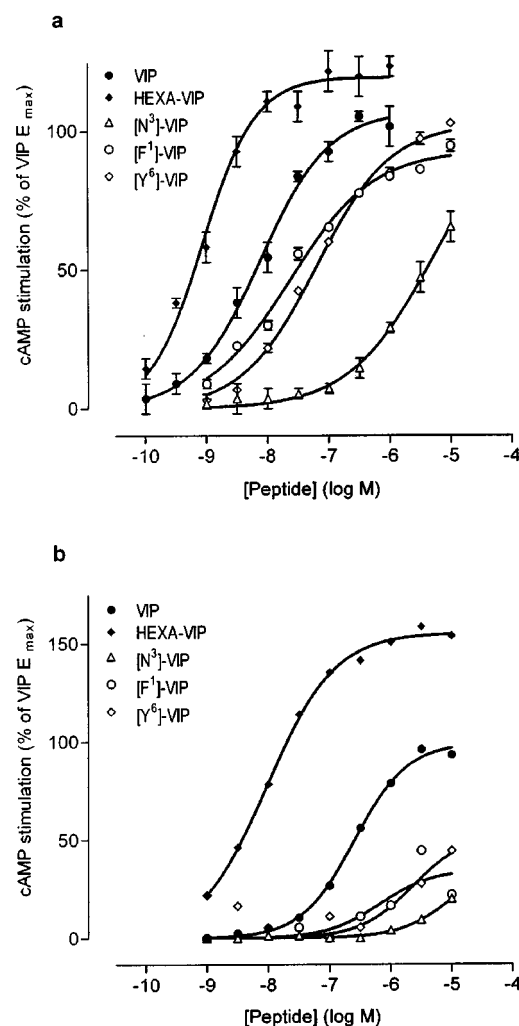 a
VIP
HEXA-VIP
[N³]-VIP
[F¹]-VIP
[Y⁶]-VIP
cAMP stimulation (% of VIP E max)
100
50
0
-10 -9 -8 -7 -6 -5 -4
[Peptide] (log M)
b
VIP
HEXA-VIP
[N³]-VIP
[F¹]-VIP
[Y⁶]-VIP
cAMP stimulation (% of VIP E max)
150
100
50
0
-10 -9 -8 -7 -6 -5 -4
[Peptide] (log M)